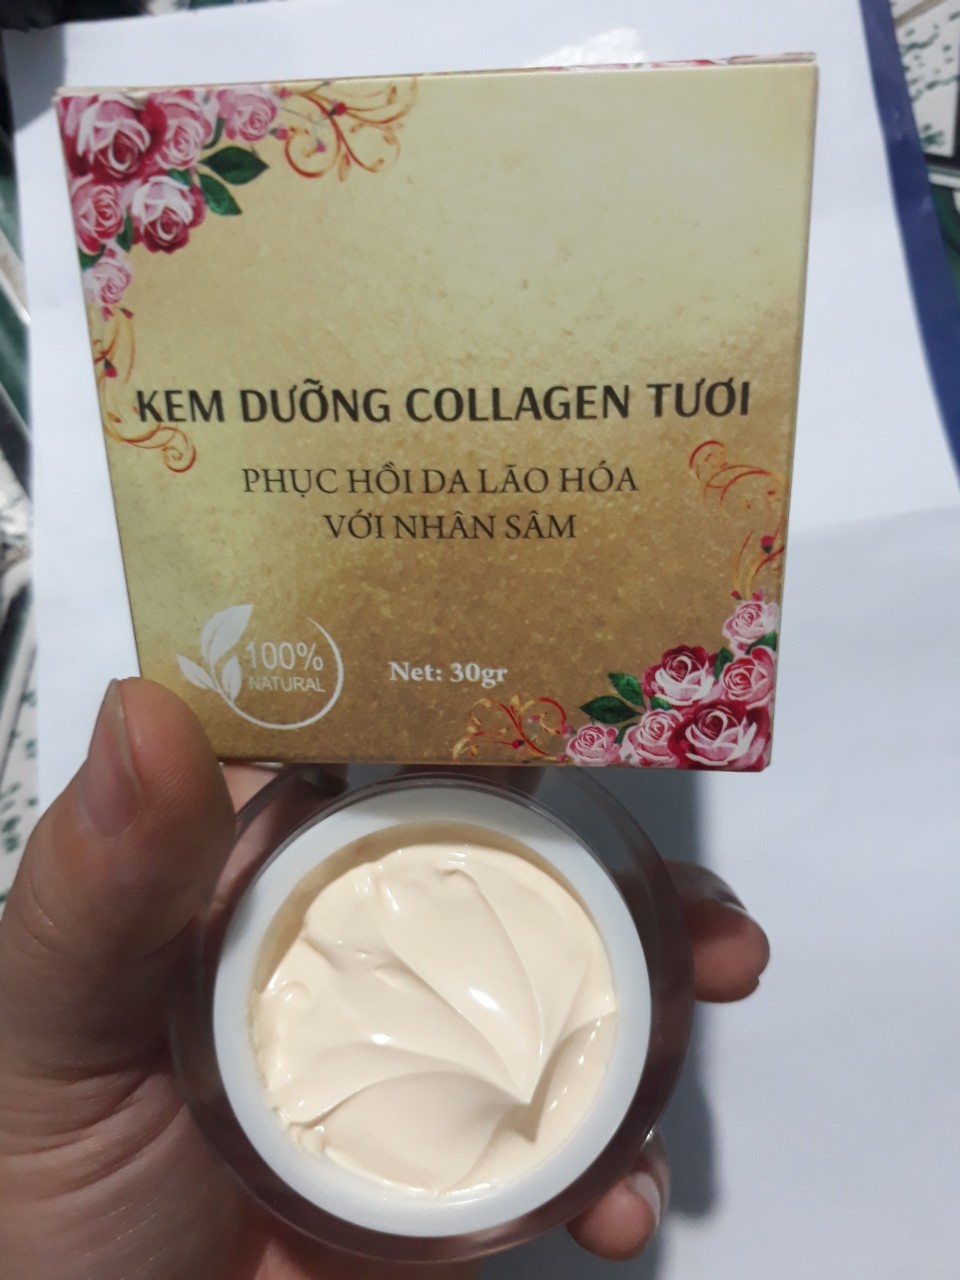 KEM DƯỠNG COLLAGEN TƯƠI
PHỤC HỒI DA LÃO HÓA
VỚI NHÂN SÂM
100%
NATURAL
Net: 30gr